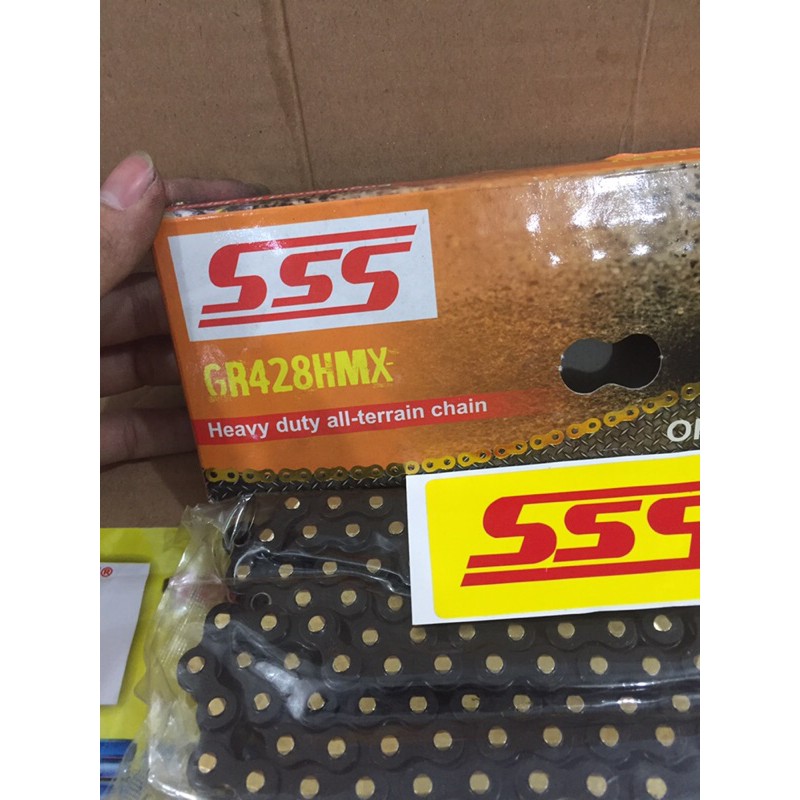 SSS
GR428HMX
Heavy duty all-terrain chain
SSS
®